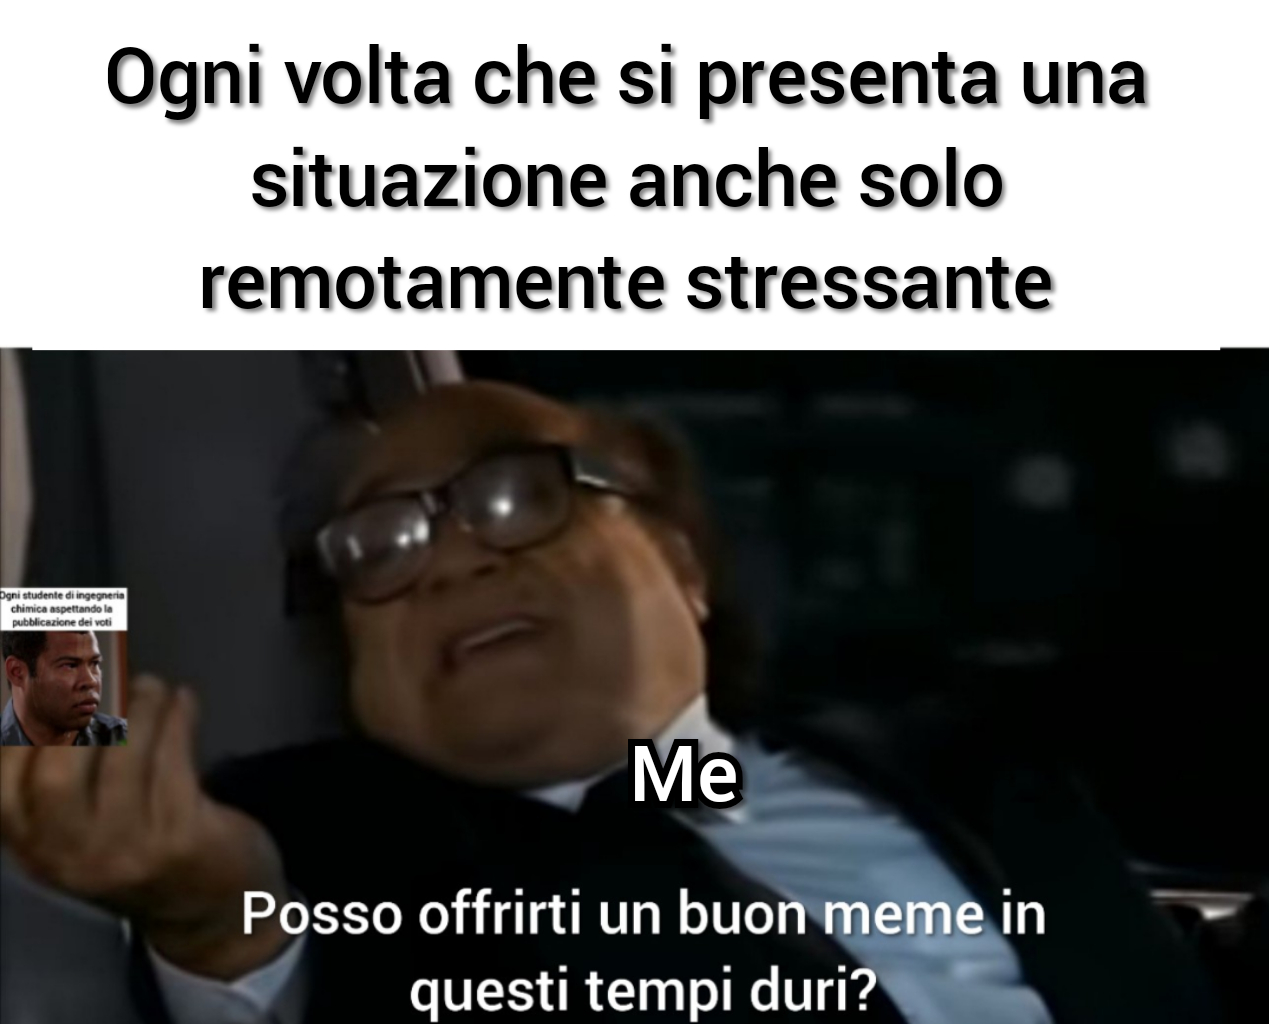 Ogni volta che si presenta una
situazione anche solo
remotamente stressante
Ogni studente di ingegneria
chimica aspettando la
pubblicazione dei voti
Me
Posso offrirti un buon meme in
questi tempi duri?